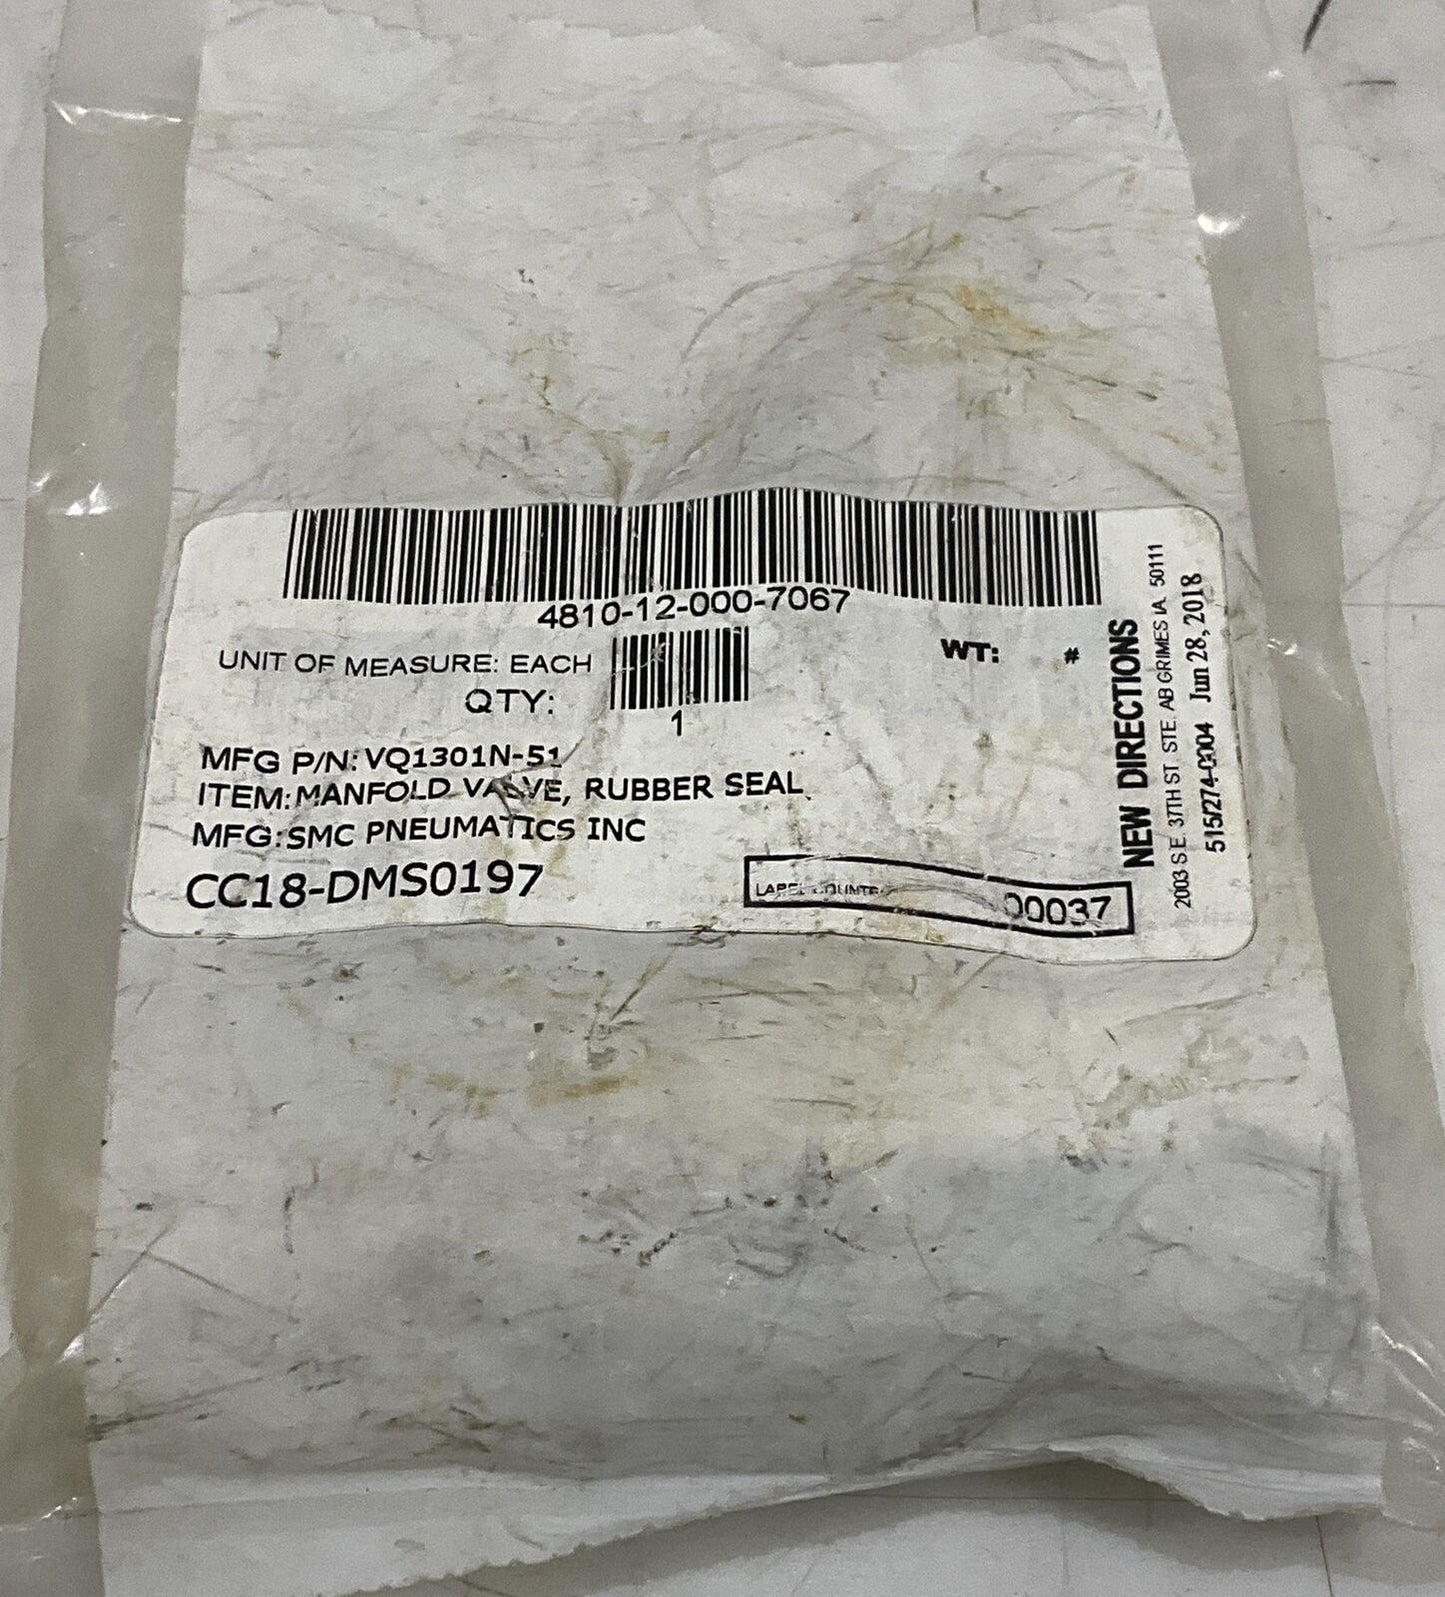 4810-12-000-7067
UNIT OF MEASURE: EACH
WT: #
QTY:
1
MFG P/N: VQ1301N-51
ITEM: MANFOLD VALVE, RUBBER SEAL
MFG: SMC PNEUMATICS INC
CC18-DMS0197
LABEL
00037
NEW DIRECTIONS
2003 S.E. 37TH ST. STE. AB GRIMES IA. 50111
515/274-0004 Jun 28, 2018